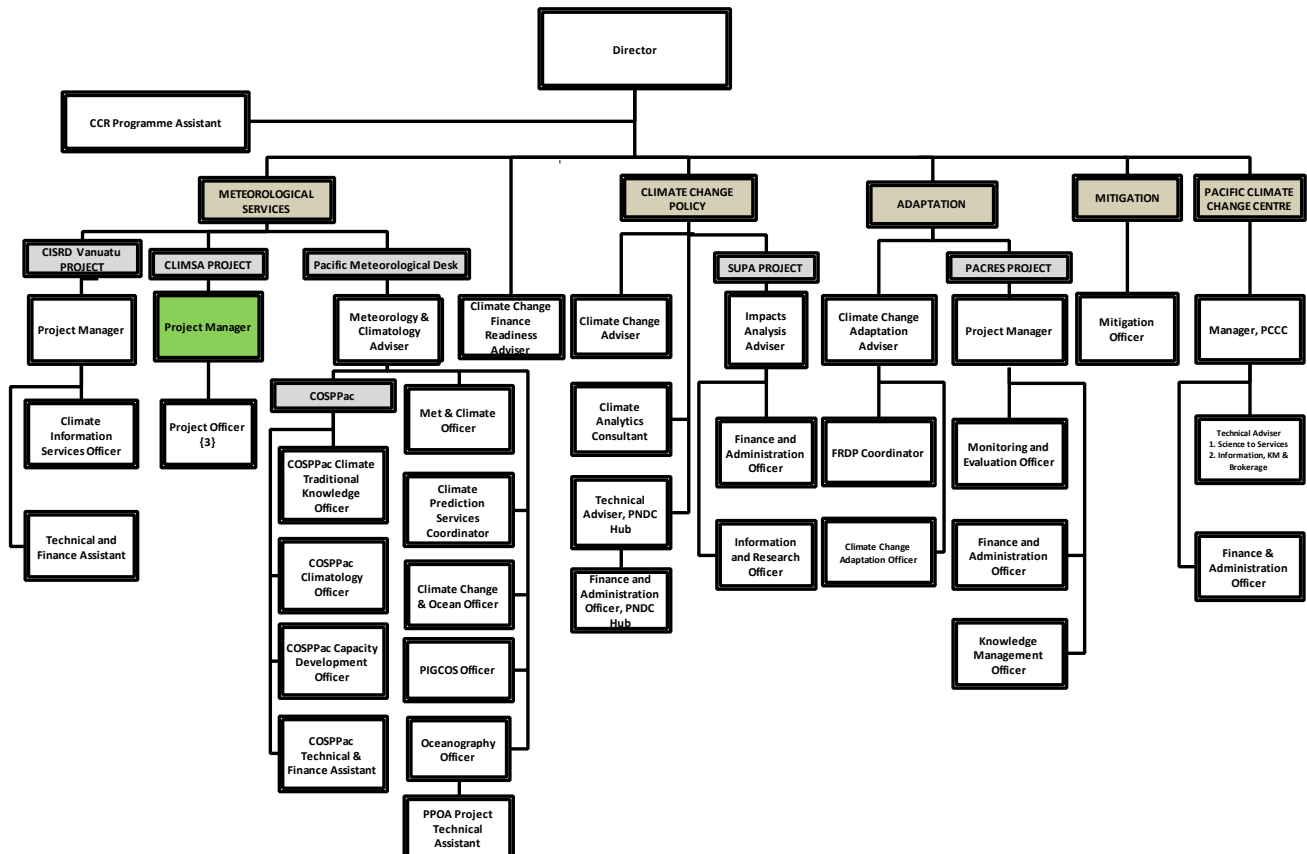 Director
CCR Programme Assistant
METEOROLOGICAL
SERVICES
CLIMATE CHANGE
POLICY
ADAPTATION
MITIGATION
PACIFIC CLIMATE
CHANGE CENTRE
CISRD Vanuatu
PROJECT
CLIMSA PROJECT
Pacific Meteorological Desk
SUPA PROJECT
PACRES PROJECT
Project Manager
Project Manager
Meteorology &
Climatology
Adviser
Climate Change
Finance
Readiness
Adviser
Climate Change
Adviser
Impacts
Analysis
Adviser
Climate Change
Adaptation
Adviser
Project Manager
Mitigation
Officer
Manager, PCCC
Climate
Information
Services Officer
Project Officer
{3}
COSPPac
Met & Climate
Officer
Climate
Analytics
Consultant
Finance and
Administration
Officer
FRDP Coordinator
Monitoring and
Evaluation Officer
Technical Adviser
1. Science to Services
2. Information, KM &
Brokerage
Technical and
Finance Assistant
COSPPac Climate
Traditional
Knowledge
Officer
Climate
Prediction
Services
Coordinator
Technical
Adviser, PNDC
Hub
Information
and Research
Officer
Climate Change
Adaptation Officer
Finance and
Administration
Officer
Finance &
Administration
Officer
COSPPac
Climatology
Officer
Climate Change
& Ocean Officer
Finance and
Administration
Officer, PNDC
Hub
COSPPac Capacity
Development
Officer
PIGCOS Officer
Knowledge
Management
Officer
COSPPac
Technical &
Finance Assistant
Oceanography
Officer
PPOA Project
Technical
Assistant